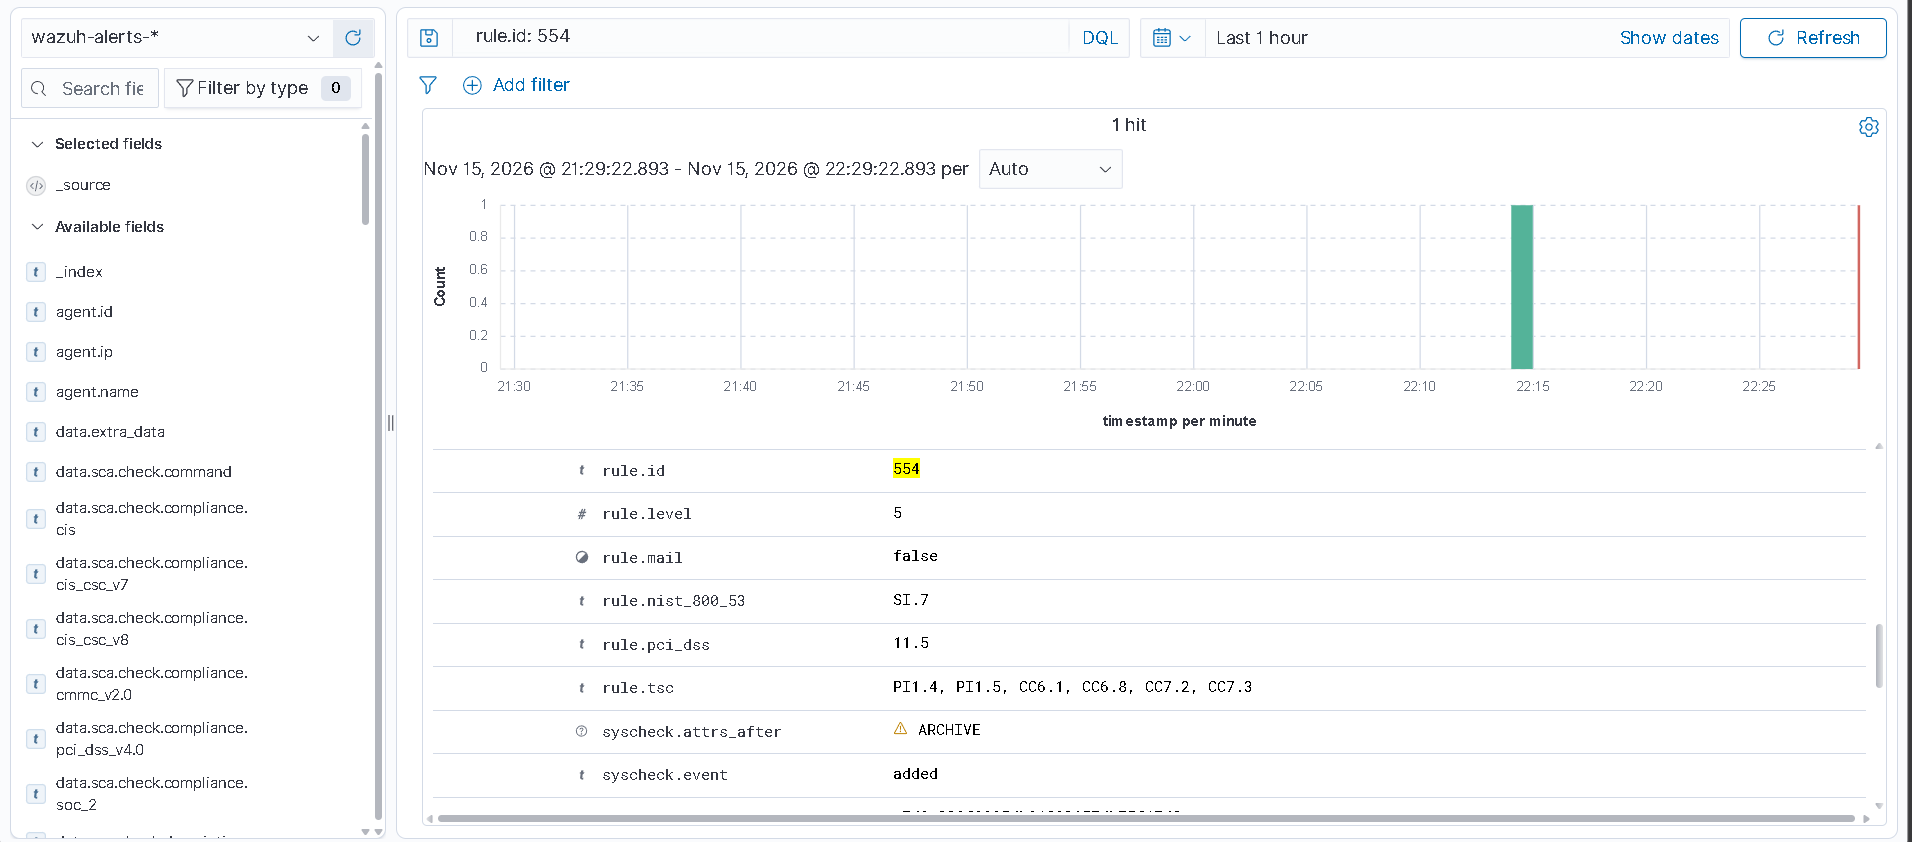 wazuh-alerts-*
Search fie
Filter by type 0
Selected fields
_source
Available fields
_index
agent.id
agent.ip
agent.name
data.extra_data
data.sca.check.command
data.sca.check.compliance.
cis
data.sca.check.compliance.
cis_csc_v7
data.sca.check.compliance.
cis_csc_v8
data.sca.check.compliance.
cmmc_v2.0
data.sca.check.compliance.
pci_dss_v4.0
data.sca.check.compliance.
soc_2
rule.id: 554
DQL
Last 1 hour
Show dates
Refresh
Add filter
1 hit
Nov 15, 2026 @ 21:29:22.893 - Nov 15, 2026 @ 22:29:22.893 per Auto
Count
1
0.8
0.6
0.4
0.2
0
21:30 21:35 21:40 21:45 21:50 21:55 22:00 22:05 22:10 22:15 22:20 22:25
timestamp per minute
t rule.id 554
# rule.level 5
rule.mail false
t rule.nist_800_53 SI.7
t rule.pci_dss 11.5
t rule.tsc PI1.4, PI1.5, CC6.1, CC6.8, CC7.2, CC7.3
syscheck.attrs_after ARCHIVE
t syscheck.event added